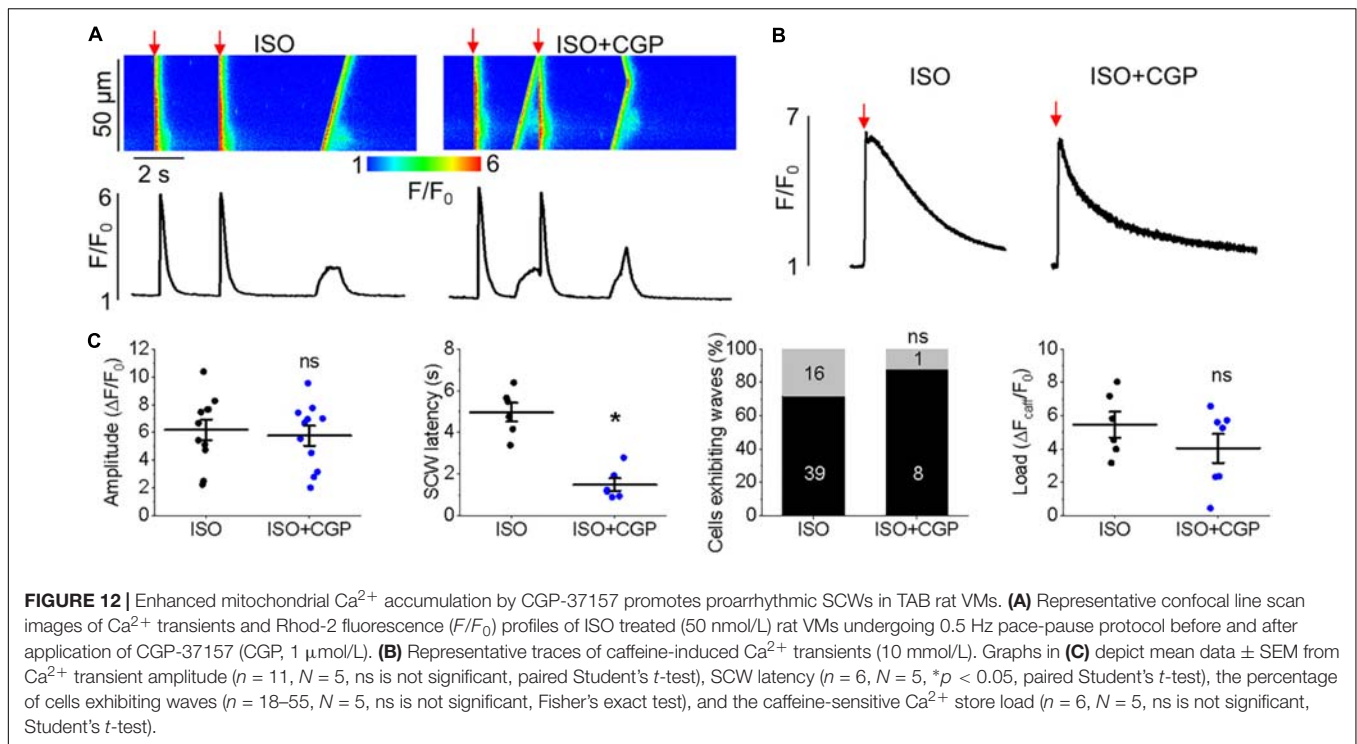 A
ISO
ISO+CGP
50 µm
2 s
1
6
F/F0
6
F/F0
1
B
ISO
ISO+CGP
7
F/F0
1
C
12
10
8
6
4
2
0
Amplitude (ΔF/F0)
ns
ISO
ISO+CGP
8
6
4
2
0
SCW latency (s)
*
ISO
ISO+CGP
100
80
60
40
20
0
Cells exhibiting waves (%)
ns
16
1
39
8
ISO
ISO+CGP
10
8
6
4
2
0
Load (ΔFcaff/F0)
ns
ISO
ISO+CGP
FIGURE 12 | Enhanced mitochondrial Ca2+ accumulation by CGP-37157 promotes proarrhythmic SCWs in TAB rat VMs. (A) Representative confocal line scan
images of Ca2+ transients and Rhod-2 fluorescence (F/F0) profiles of ISO treated (50 nmol/L) rat VMs undergoing 0.5 Hz pace-pause protocol before and after
application of CGP-37157 (CGP, 1 µmol/L). (B) Representative traces of caffeine-induced Ca2+ transients (10 mmol/L). Graphs in (C) depict mean data ± SEM from
Ca2+ transient amplitude (n = 11, N = 5, ns is not significant, paired Student's t-test), SCW latency (n = 6, N = 5, *p < 0.05, paired Student's t-test), the percentage
of cells exhibiting waves (n = 18–55, N = 5, ns is not significant, Fisher's exact test), and the caffeine-sensitive Ca2+ store load (n = 6, N = 5, ns is not significant,
Student's t-test).